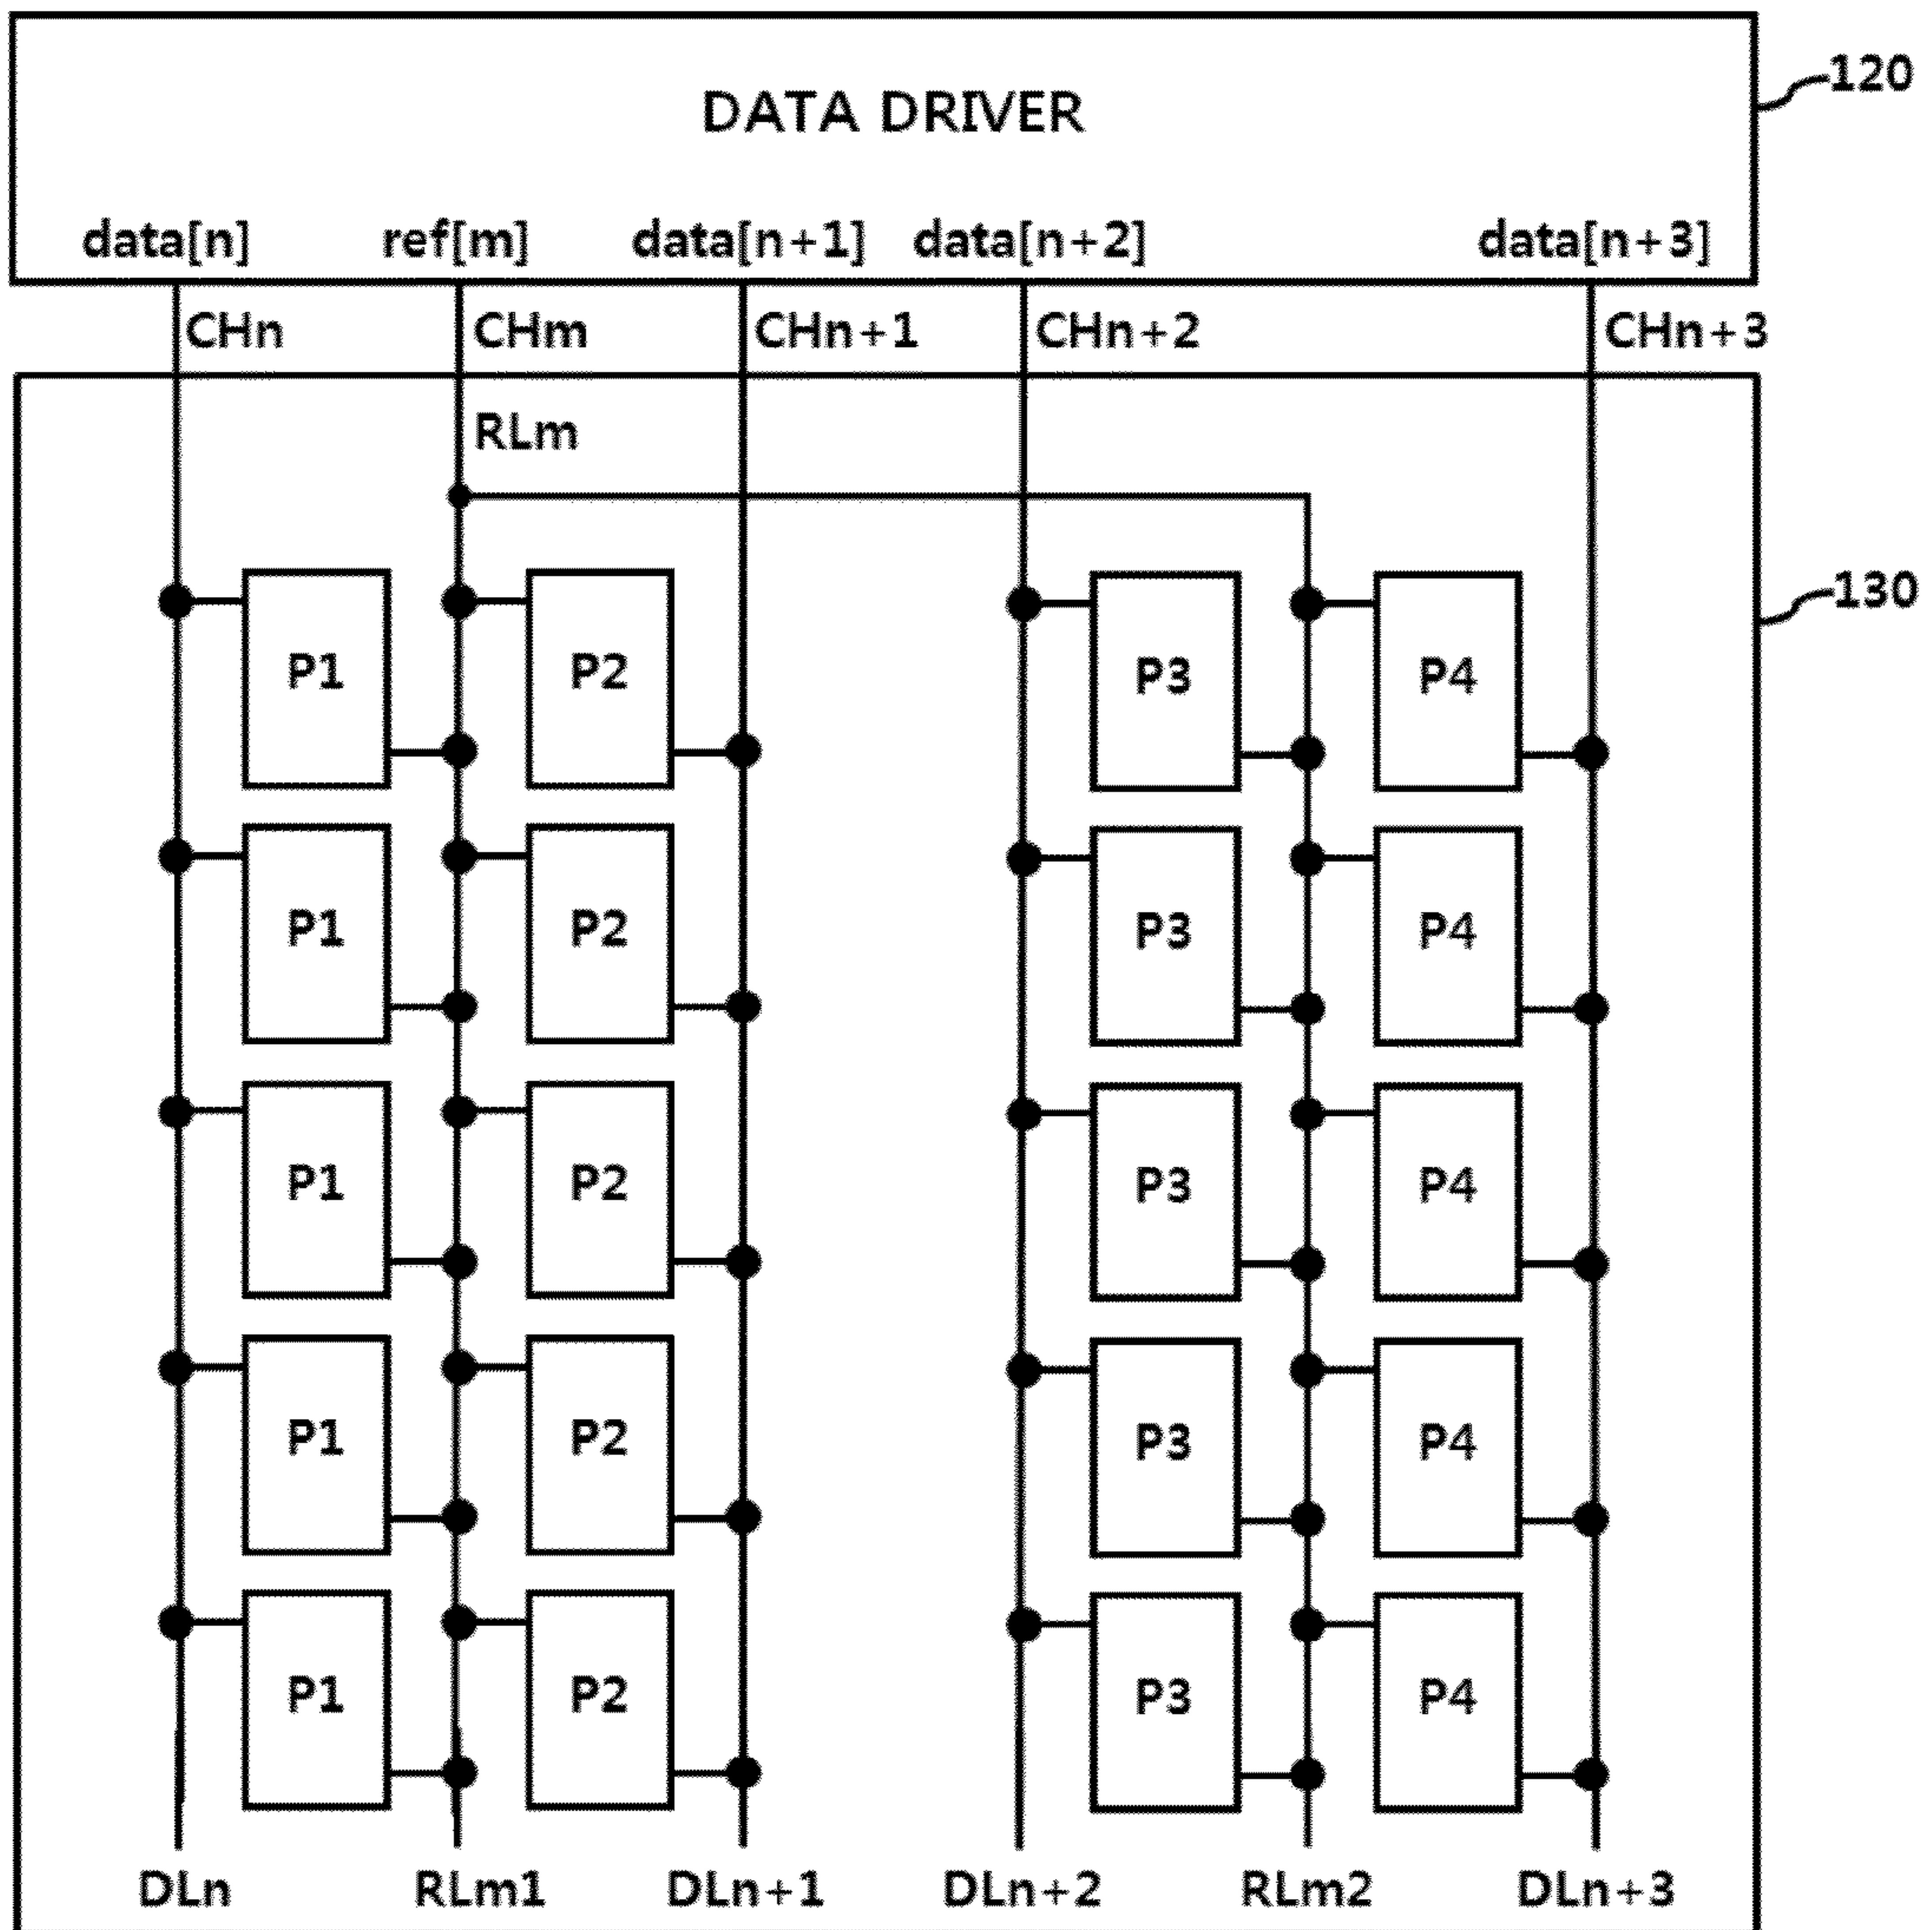 DATA DRIVER
120
data[n] ref[m] data[n+1] data[n+2] data[n+3]
CHn CHm CHn+1 CHn+2 CHn+3
RLm
130
P1 P2 P3 P4
P1 P2 P3 P4
P1 P2 P3 P4
P1 P2 P3 P4
P1 P2 P3 P4
DLn RLm1 DLn+1 DLn+2 RLm2 DLn+3